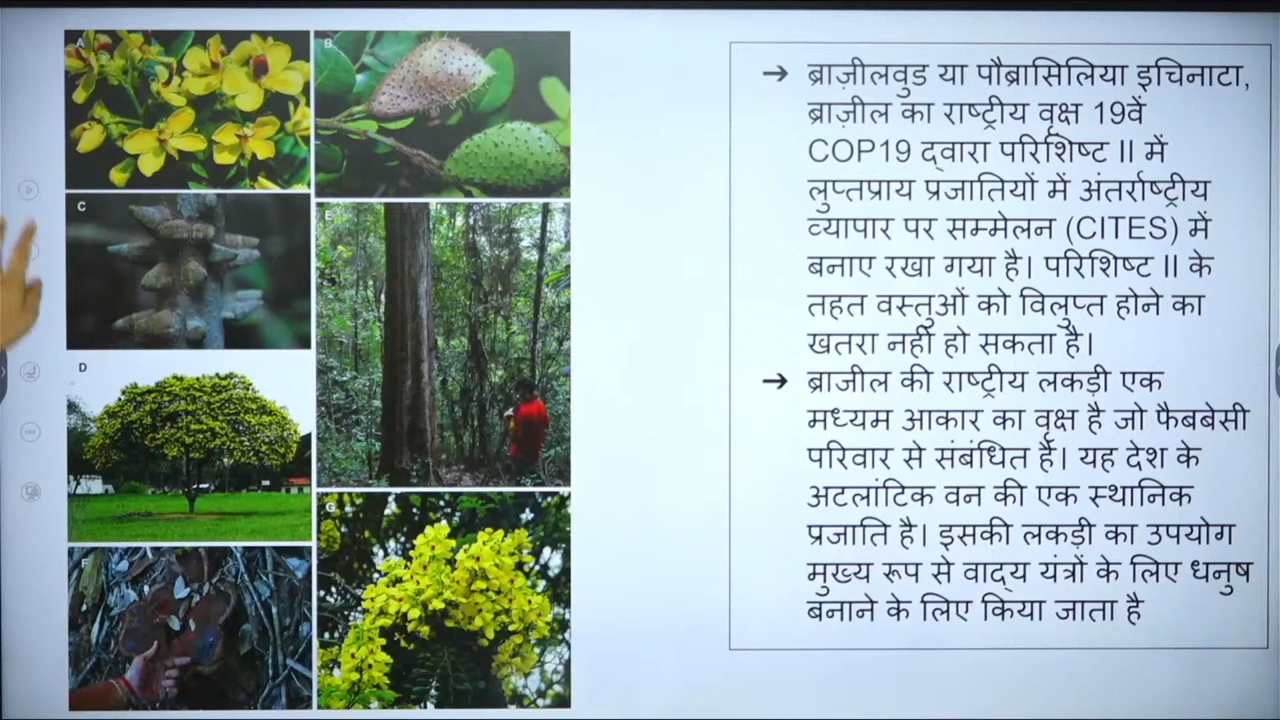 A
B
C
D
E
F
G
→ ब्राज़ीलवुड या पौब्रासिलिया इचिनाटा,
ब्राज़ील का राष्ट्रीय वृक्ष 19वें
COP19 द्वारा परिशिष्ट II में
लुप्तप्राय प्रजातियों में अंतर्राष्ट्रीय
व्यापार पर सम्मेलन (CITES) में
बनाए रखा गया है। परिशिष्ट II के
तहत वस्तुओं को विलुप्त होने का
खतरा नहीं हो सकता है।
→ ब्राजील की राष्ट्रीय लकड़ी एक
मध्यम आकार का वृक्ष है जो फैबबेसी
परिवार से संबंधित है। यह देश के
अटलांटिक वन की एक स्थानिक
प्रजाति है। इसकी लकड़ी का उपयोग
मुख्य रूप से वाद्य यंत्रों के लिए धनुष
बनाने के लिए किया जाता है